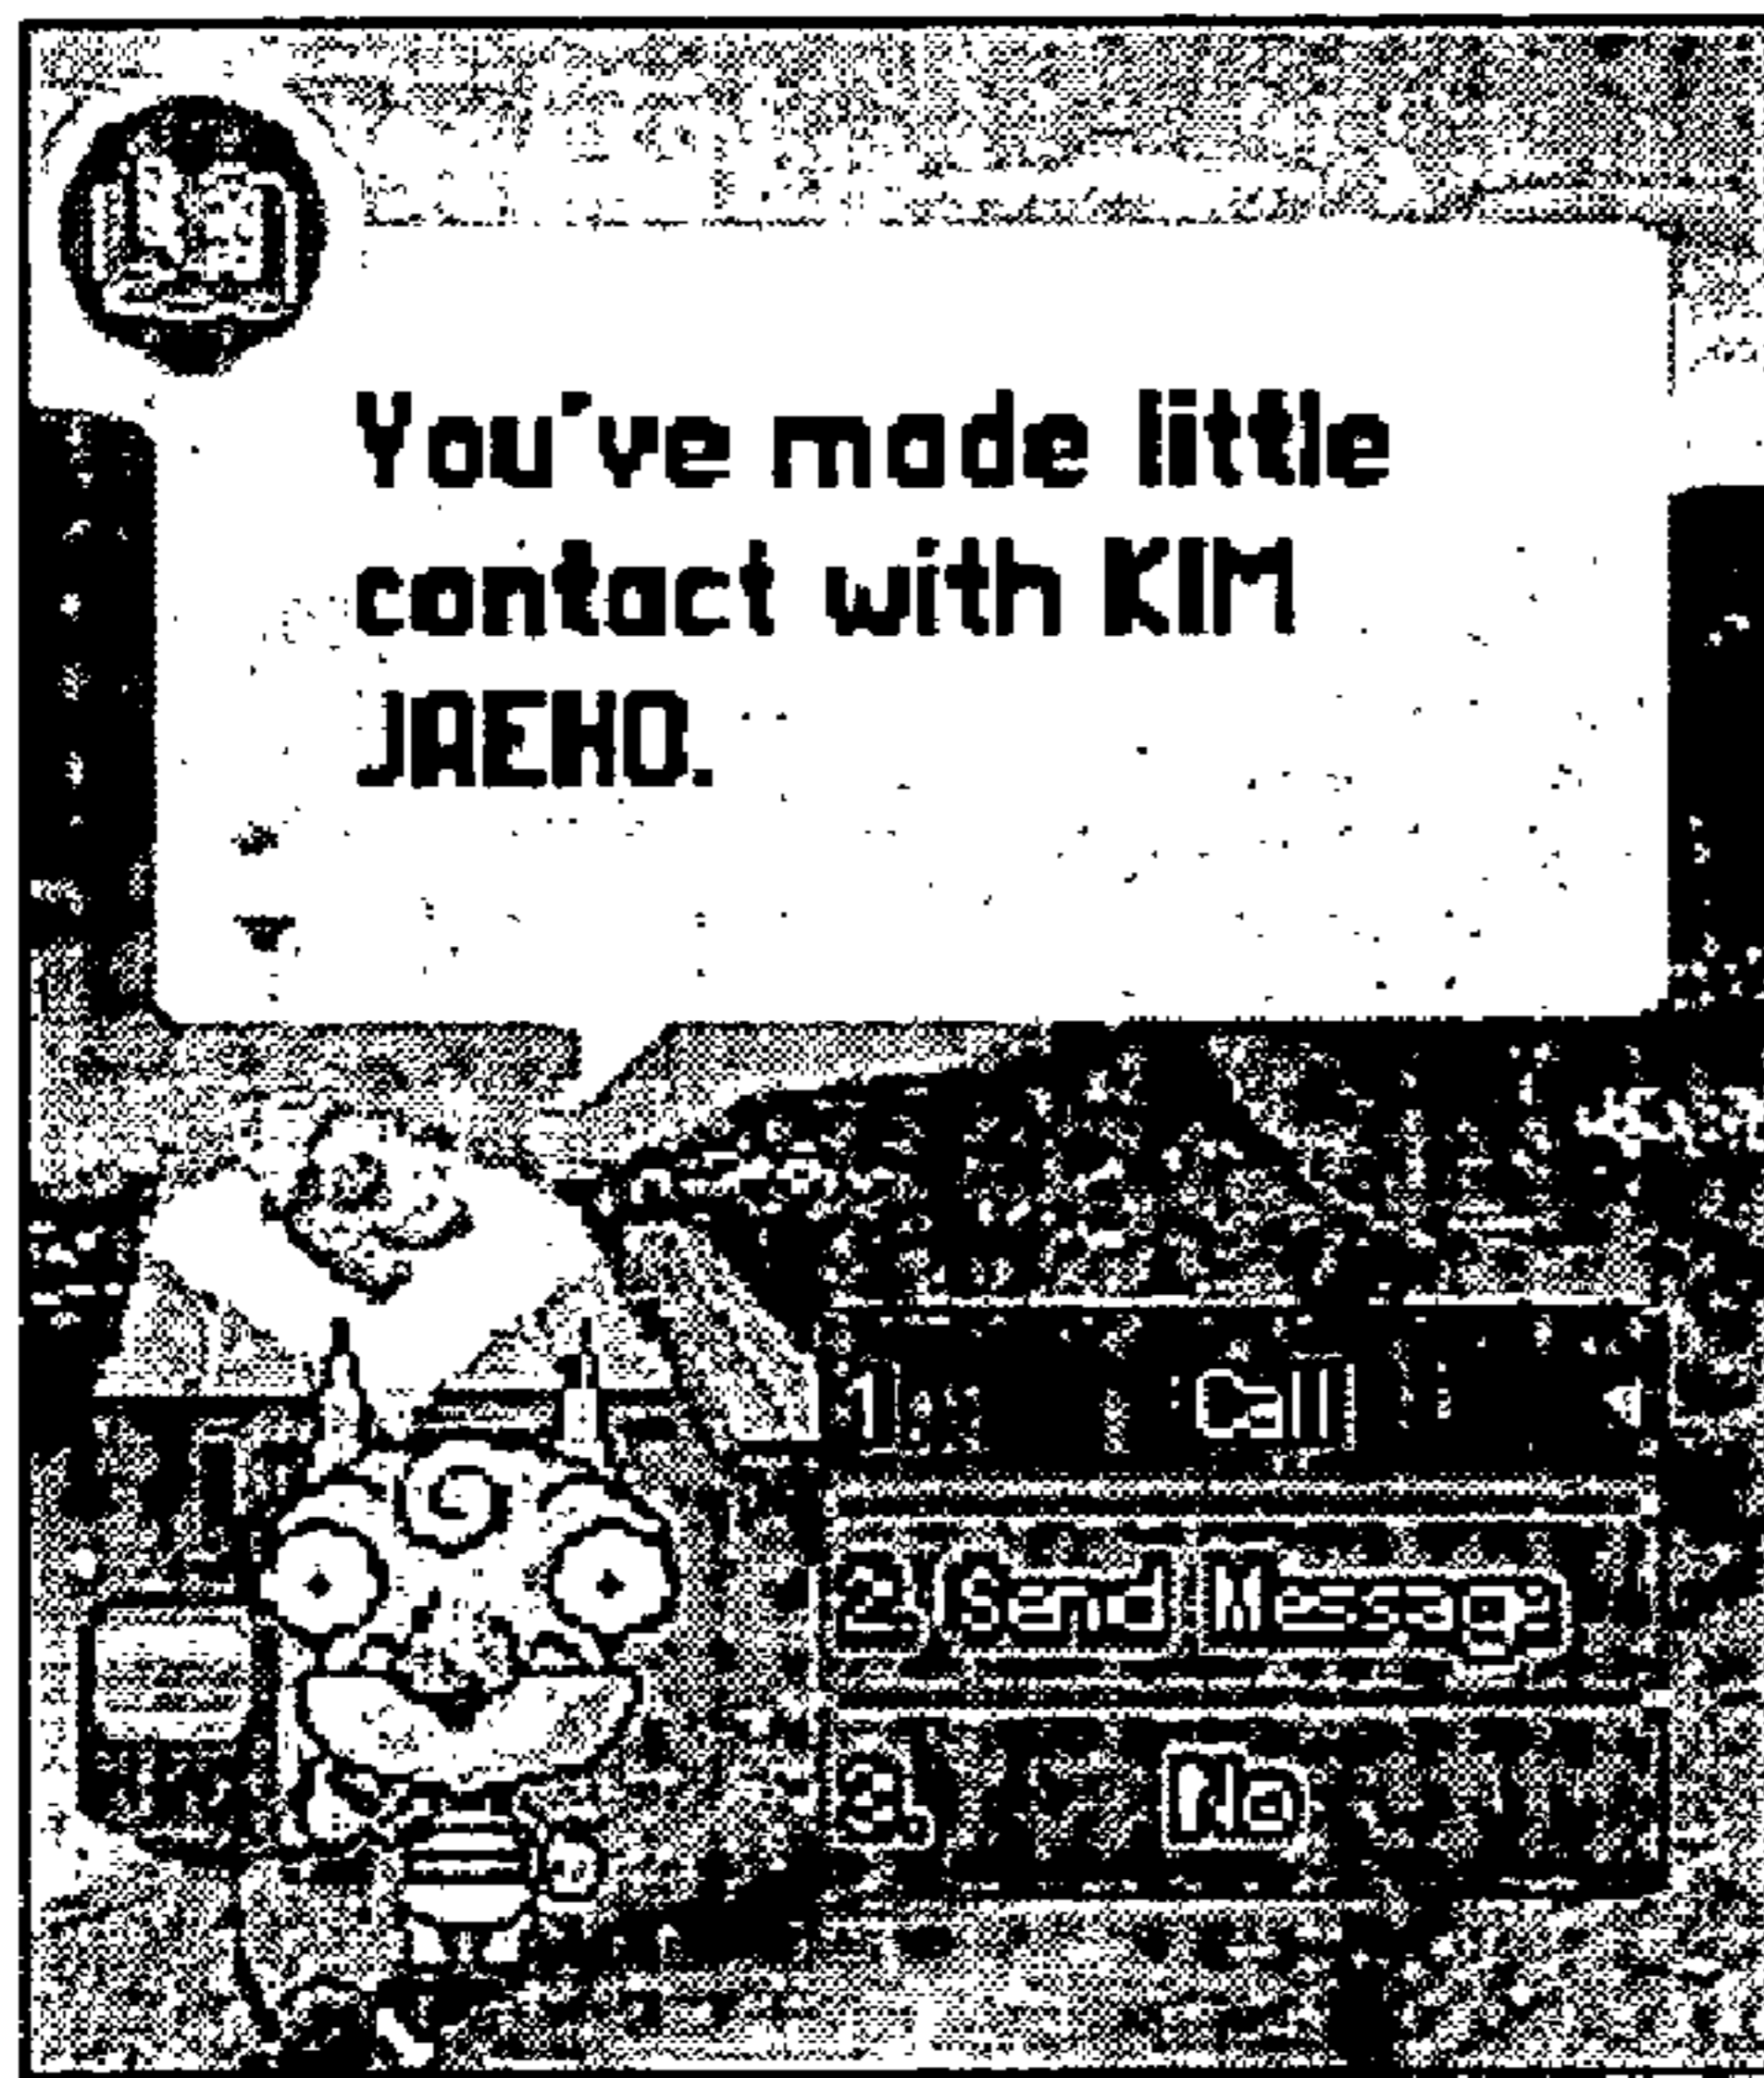 You've made little
contact with KIM
JAEHO.
1. Call
2. Send Message
3. No